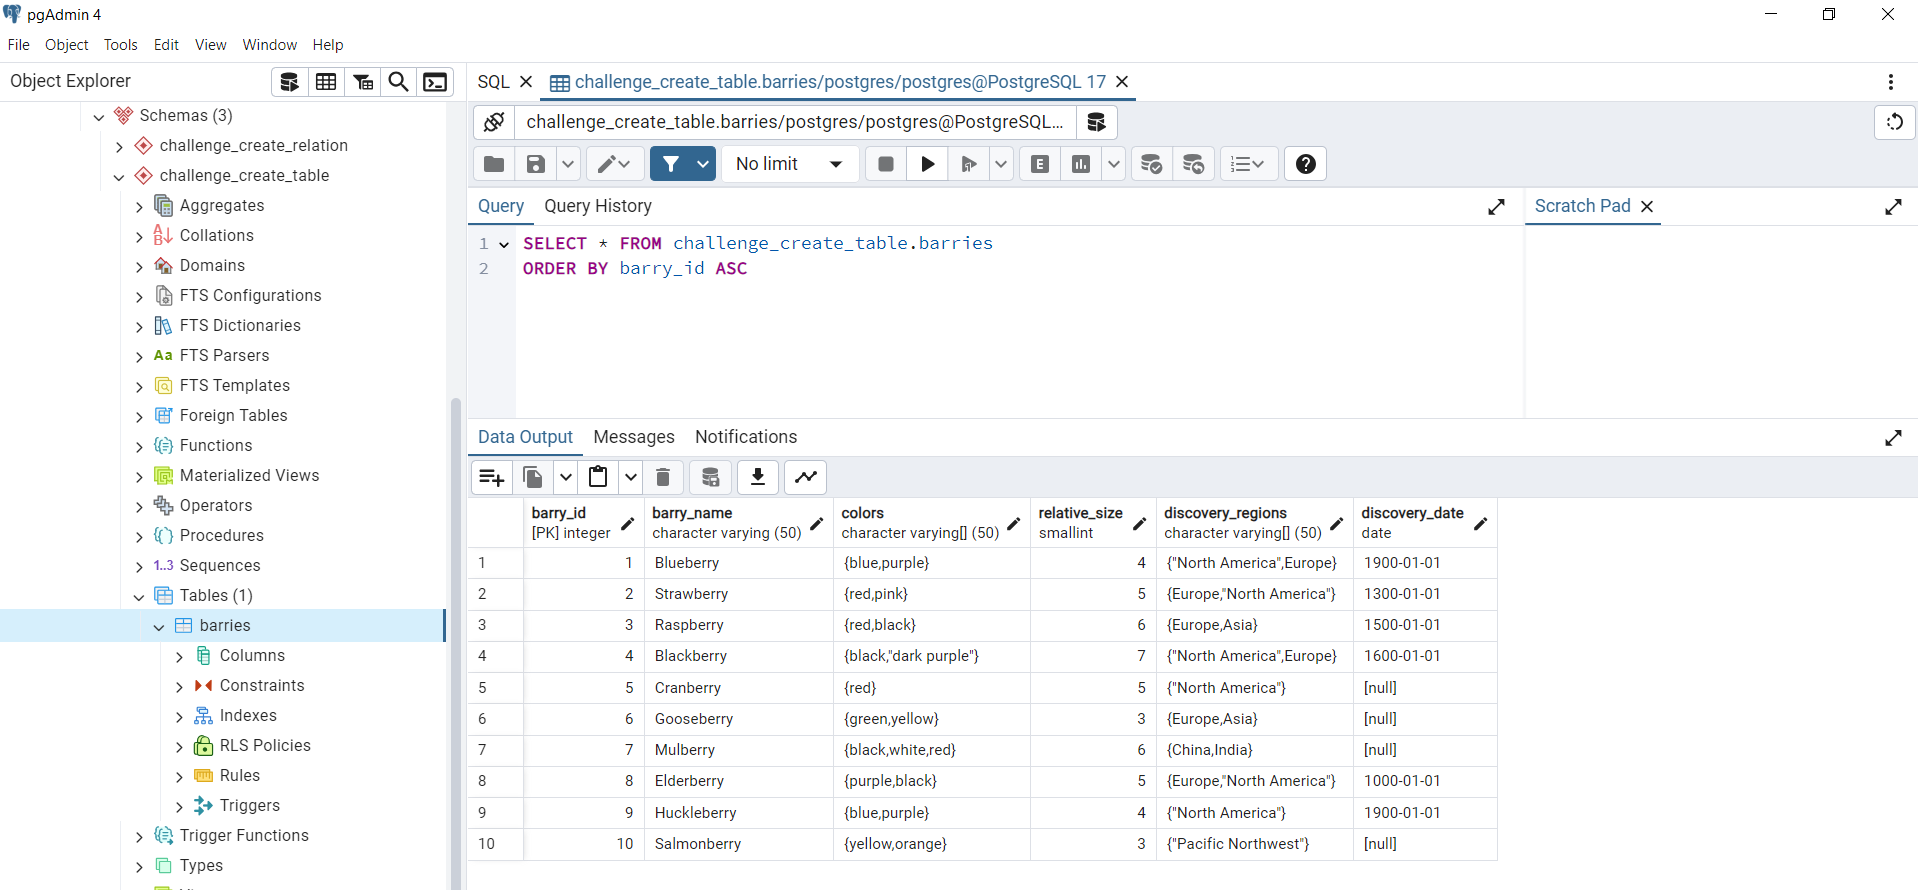 pgAdmin 4
File Object Tools Edit View Window Help
Object Explorer
Schemas (3)
challenge_create_relation
challenge_create_table
Aggregates
Collations
Domains
FTS Configurations
FTS Dictionaries
Aa FTS Parsers
FTS Templates
Foreign Tables
Functions
Materialized Views
Operators
Procedures
1..3 Sequences
Tables (1)
barries
Columns
Constraints
Indexes
RLS Policies
Rules
Triggers
Trigger Functions
Types
SQL challenge_create_table.barries/postgres/postgres@PostgreSQL 17
challenge_create_table.barries/postgres/postgres@PostgreSQL...
No limit E
Query Query History Scratch Pad
1 SELECT * FROM challenge_create_table.barries
2 ORDER BY barry_id ASC
Data Output Messages Notifications
barry_id barry_name colors relative_size discovery_regions discovery_date
[PK] integer character varying (50) character varying[] (50) smallint character varying[] (50) date
1 1 Blueberry {blue,purple} 4 {"North America",Europe} 1900-01-01
2 2 Strawberry {red,pink} 5 {Europe,"North America"} 1300-01-01
3 3 Raspberry {red,black} 6 {Europe,Asia} 1500-01-01
4 4 Blackberry {black,"dark purple"} 7 {"North America",Europe} 1600-01-01
5 5 Cranberry {red} 5 {"North America"} [null]
6 6 Gooseberry {green,yellow} 3 {Europe,Asia} [null]
7 7 Mulberry {black,white,red} 6 {China,India} [null]
8 8 Elderberry {purple,black} 5 {Europe,"North America"} 1000-01-01
9 9 Huckleberry {blue,purple} 4 {"North America"} 1900-01-01
10 10 Salmonberry {yellow,orange} 3 {"Pacific Northwest"} [null]